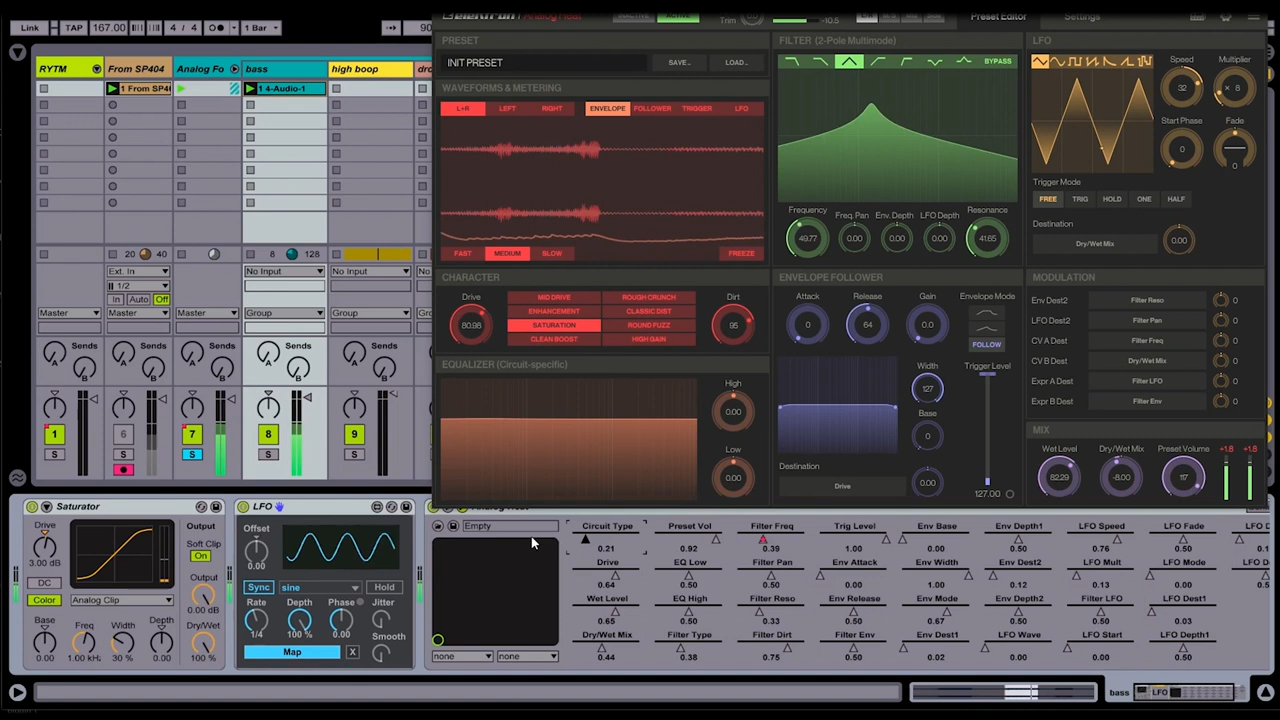 Link TAP 167.00 4 / 4 1 Bar
Trim -10.5 Preset Editor Settings
PRESET
INIT PRESET SAVE... LOAD...
WAVEFORMS & METERING
L+R LEFT RIGHT ENVELOPE FOLLOWER TRIGGER LFO
FAST MEDIUM SLOW FREEZE
FILTER (2-Pole Multimode)
BYPASS
Frequency Freq. Pan Env. Depth LFO Depth Resonance
49.77 0.00 0.00 0.00 41.65
LFO
Speed Multiplier
32 × 8
Start Phase Fade
0 0
Trigger Mode
FREE TRIG HOLD ONE HALF
Destination
Dry/Wet Mix 0.00
CHARACTER
Drive Dirt
80.98 95
MID DRIVE ROUGH CRUNCH
ENHANCEMENT CLASSIC DIST
SATURATION ROUND FUZZ
CLEAN BOOST HIGH GAIN
EQUALIZER (Circuit-specific)
High
0.00
Low
0.00
ENVELOPE FOLLOWER
Attack Release Gain Envelope Mode
0 64 0.0
FOLLOW
Width Trigger Level
127
Base
0
Destination
Drive 0.00 127.00
MODULATION
Env Dest2 Filter Reso 0
LFO Dest2 Filter Pan 0
CV A Dest Filter Freq 0
CV B Dest Dry/Wet Mix 0
Expr A Dest Filter LFO 0
Expr B Dest Filter Env 0
MIX
Wet Level Dry/Wet Mix Preset Volume +1.8 +1.8
82.29 -8.00 117
RYTM From SP404 Analog Fo bass high boop
1 From SP4 1 4-Audio-1
20 40 8 128
Ext. In No Input No Input
1/2
In Auto Off
Master Master Master Group Group
Sends Sends Sends Sends Sends
A A A A A
B B B B B
1 6 7 8 9
S S S S
Saturator
Drive
3.00 dB
DC
Color Analog Clip
Base Freq Width Depth
0.00 1.00 kHz 30 % 0.00
Output
Soft Clip
On
Output
0.00 dB
Dry/Wet
100 %
LFO
Offset
0.00
Sync sine Hold
Rate Depth Phase Jitter
1/4 100 % 0.00 Smooth
Map X
Empty
none none
Circuit Type Preset Vol Filter Freq Trig Level Env Base Env Depth1 LFO Speed LFO Fade
0.21 0.92 0.39 1.00 0.00 0.50 0.76 0.50
Drive EQ Low Filter Pan Env Attack Env Width Env Dest2 LFO Mult LFO Mode
0.64 0.50 0.50 0.00 1.00 0.12 0.13 0.00
Wet Level EQ High Filter Reso Env Release Env Mode Env Depth2 Filter LFO LFO Dest1
0.65 0.50 0.33 0.50 0.67 0.50 0.50 0.03
Dry/Wet Mix Filter Type Filter Dirt Filter Env Env Dest1 LFO Wave LFO Start LFO Depth1
0.44 0.38 0.75 0.50 0.02 0.00 0.00 0.50
bass LFO